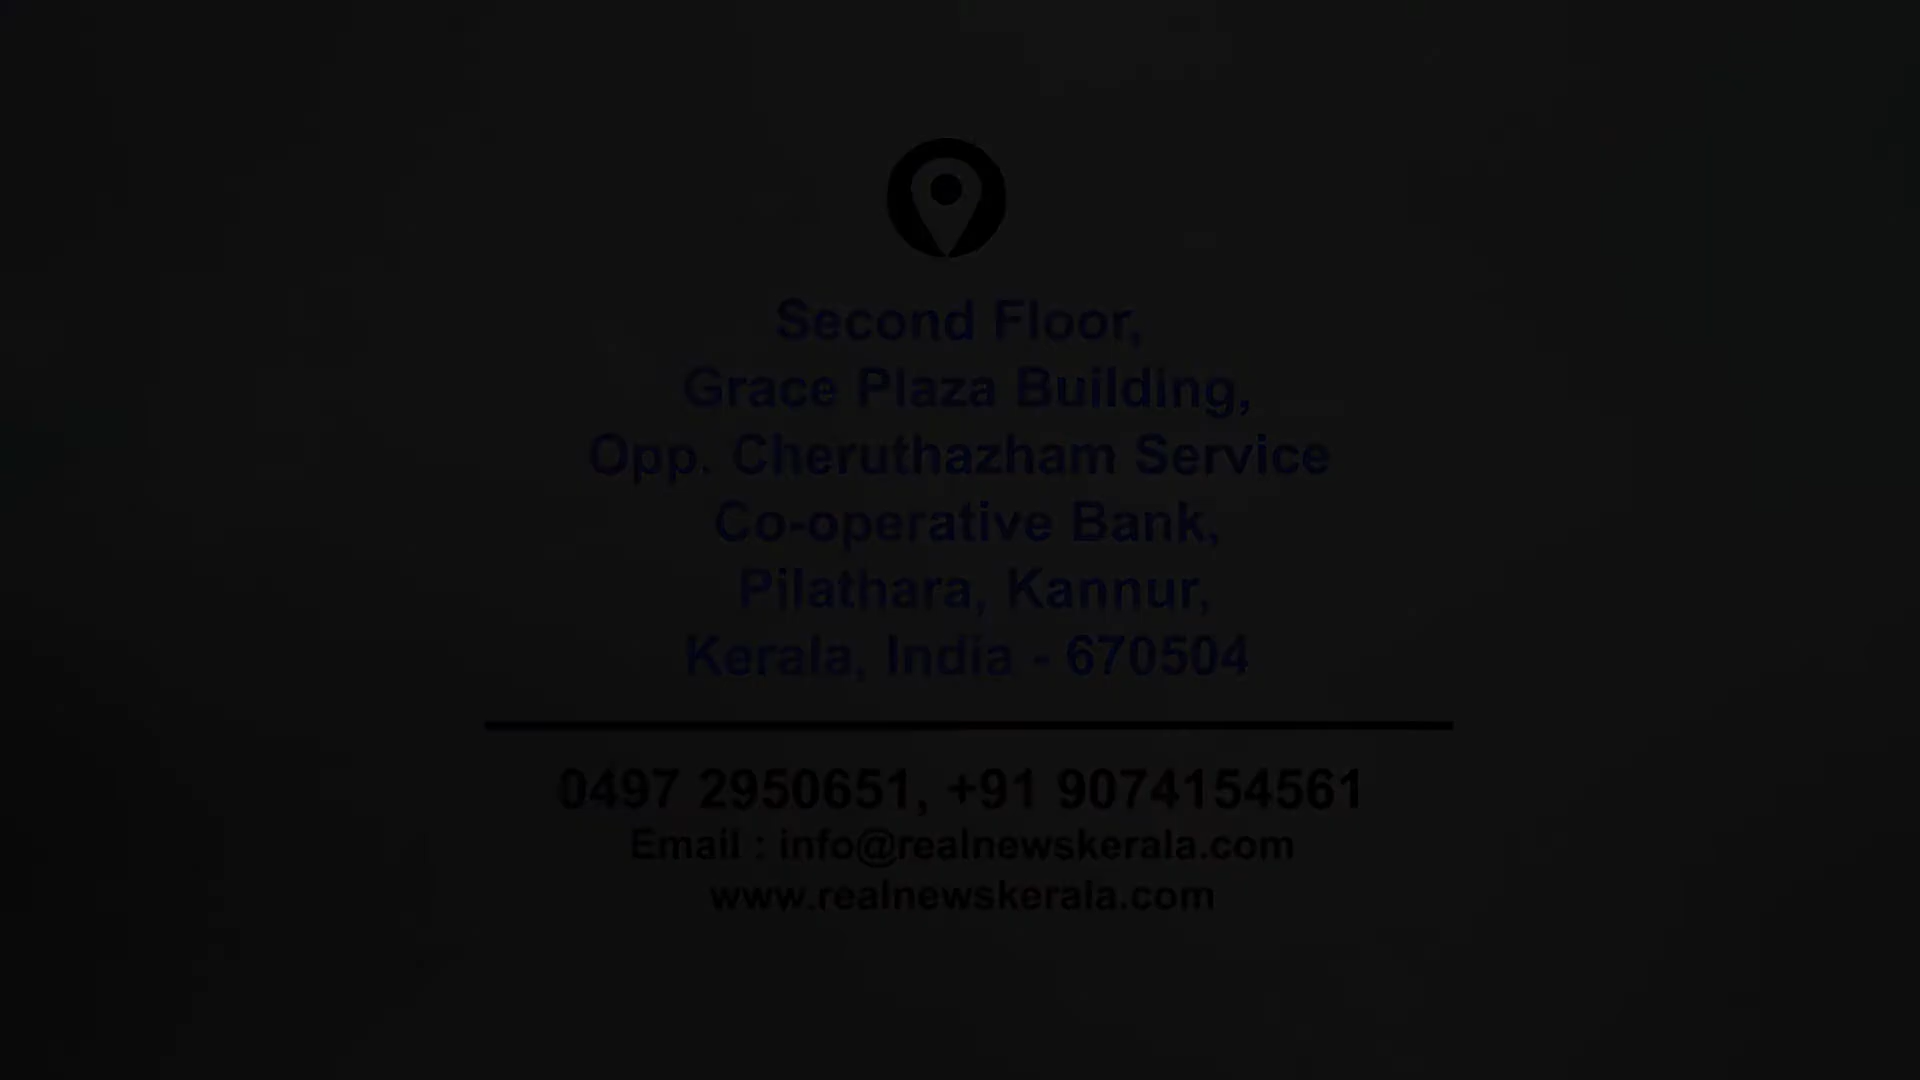 Second Floor,
Grace Plaza Building,
Opp. Cheruthazham Service
Co-operative Bank,
Pilathara, Kannur,
Kerala, India - 670504
0497 2950651, +91 9074154561
Email : info@realnewskerala.com
www.realnewskerala.com